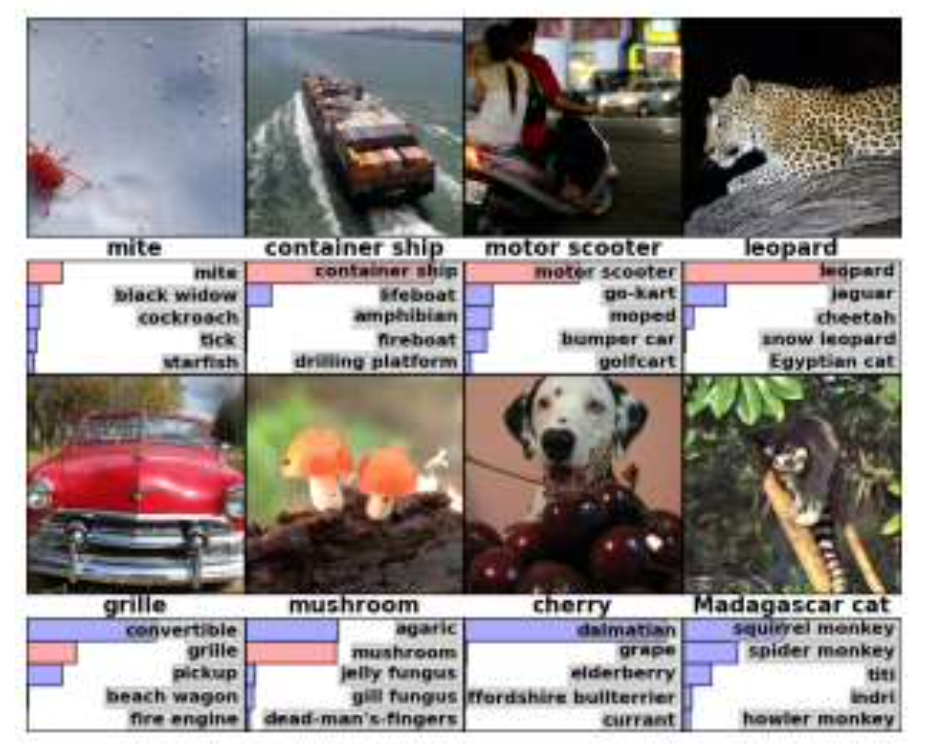 mite
container ship
motor scooter
leopard
mite
black widow
cockroach
tick
starfish
container ship
lifeboat
amphibian
fireboat
drilling platform
motor scooter
go-kart
moped
bumper car
golfcart
leopard
jaguar
cheetah
snow leopard
Egyptian cat
grille
mushroom
cherry
Madagascar cat
convertible
grille
pickup
beach wagon
fire engine
agaric
mushroom
jelly fungus
gill fungus
dead-man's-fingers
dalmatian
grape
elderberry
ffordshire bullterrier
currant
squirrel monkey
spider monkey
titi
indri
howler monkey